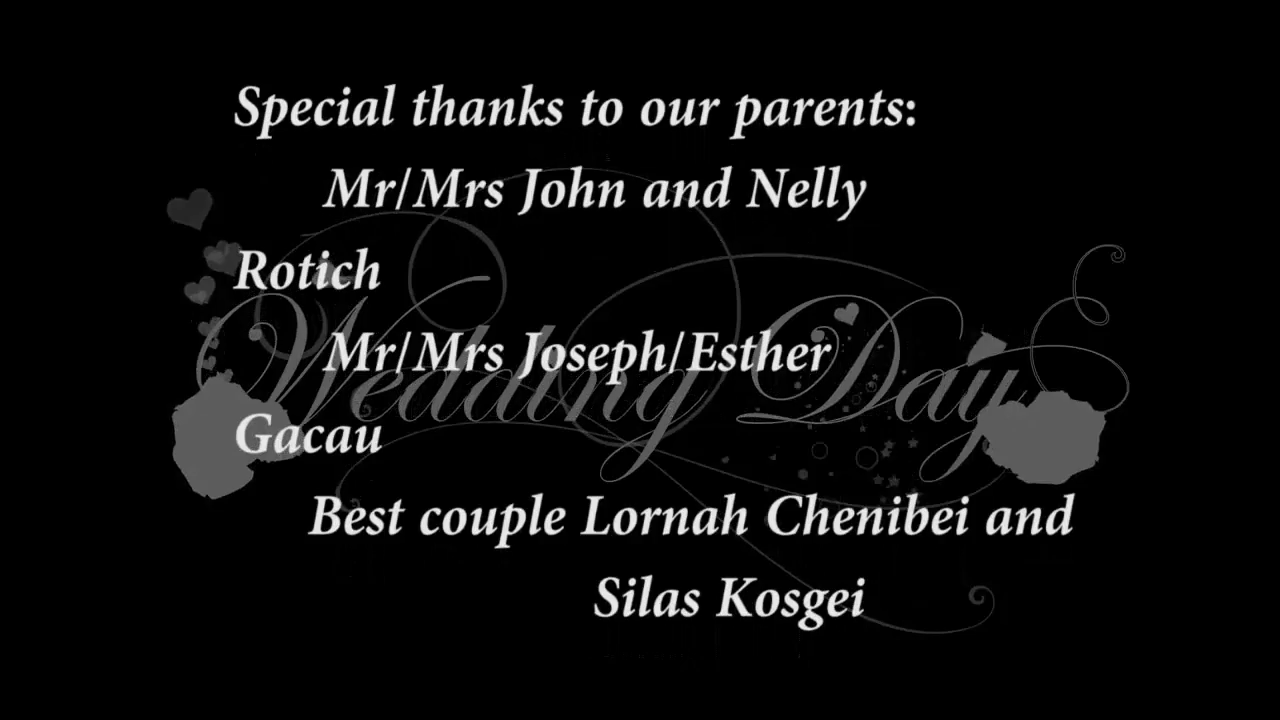 Special thanks to our parents:
Mr/Mrs John and Nelly
Rotich
Mr/Mrs Joseph/Esther
Wedding Day
Gacau
Best couple Lornah Chenibei and
Silas Kosgei